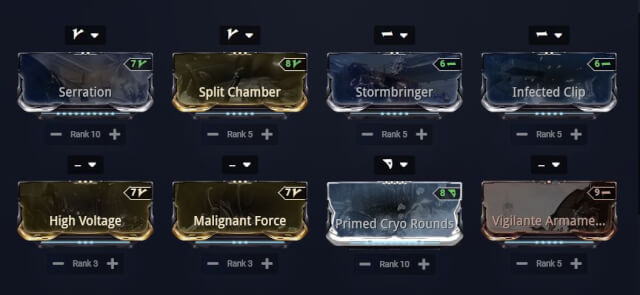 7
Serration
Rank 10
8
Split Chamber
Rank 5
6
Stormbringer
Rank 5
6
Infected Clip
Rank 5
7
High Voltage
Rank 3
7
Malignant Force
Rank 3
8
Primed Cryo Rounds
Rank 10
9
Vigilante Armame...
Rank 5